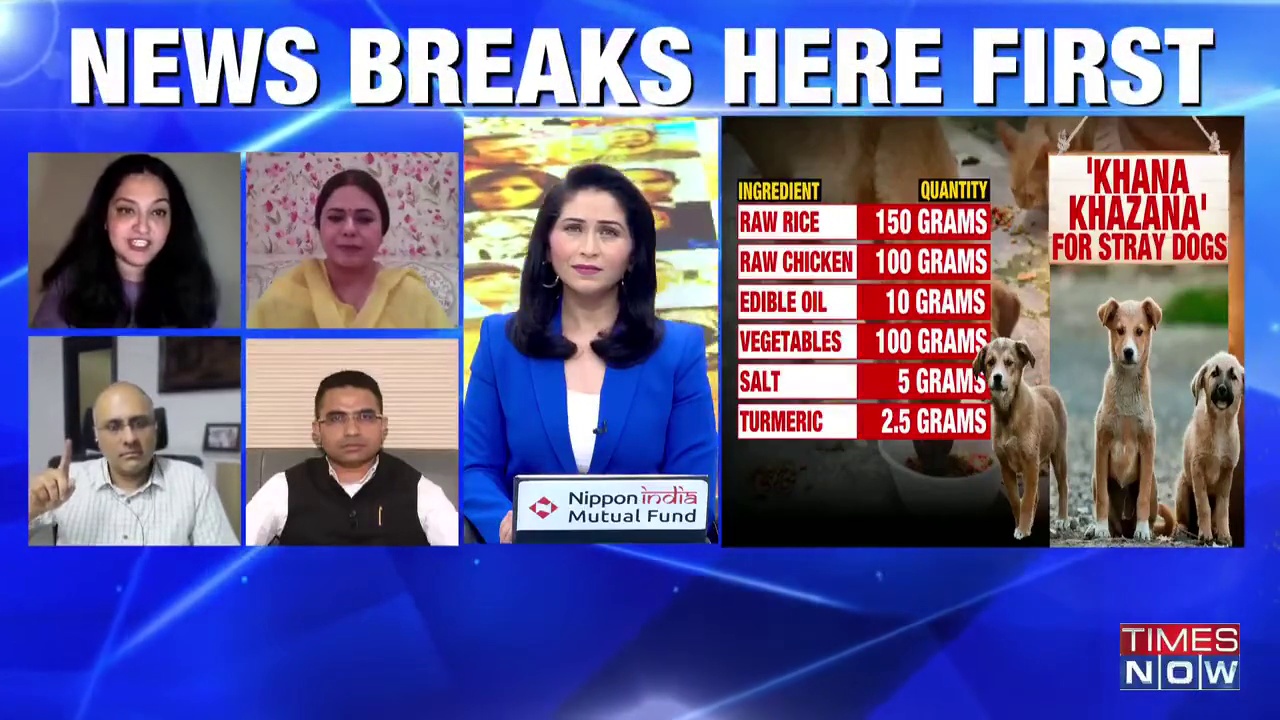 NEWS BREAKS HERE FIRST
INGREDIENT QUANTITY
RAW RICE 150 GRAMS
RAW CHICKEN 100 GRAMS
EDIBLE OIL 10 GRAMS
VEGETABLES 100 GRAMS
SALT 5 GRAMS
TURMERIC 2.5 GRAMS
'KHANA
KHAZANA'
FOR STRAY DOGS
Nippon india
Mutual Fund
TIMES
NOW